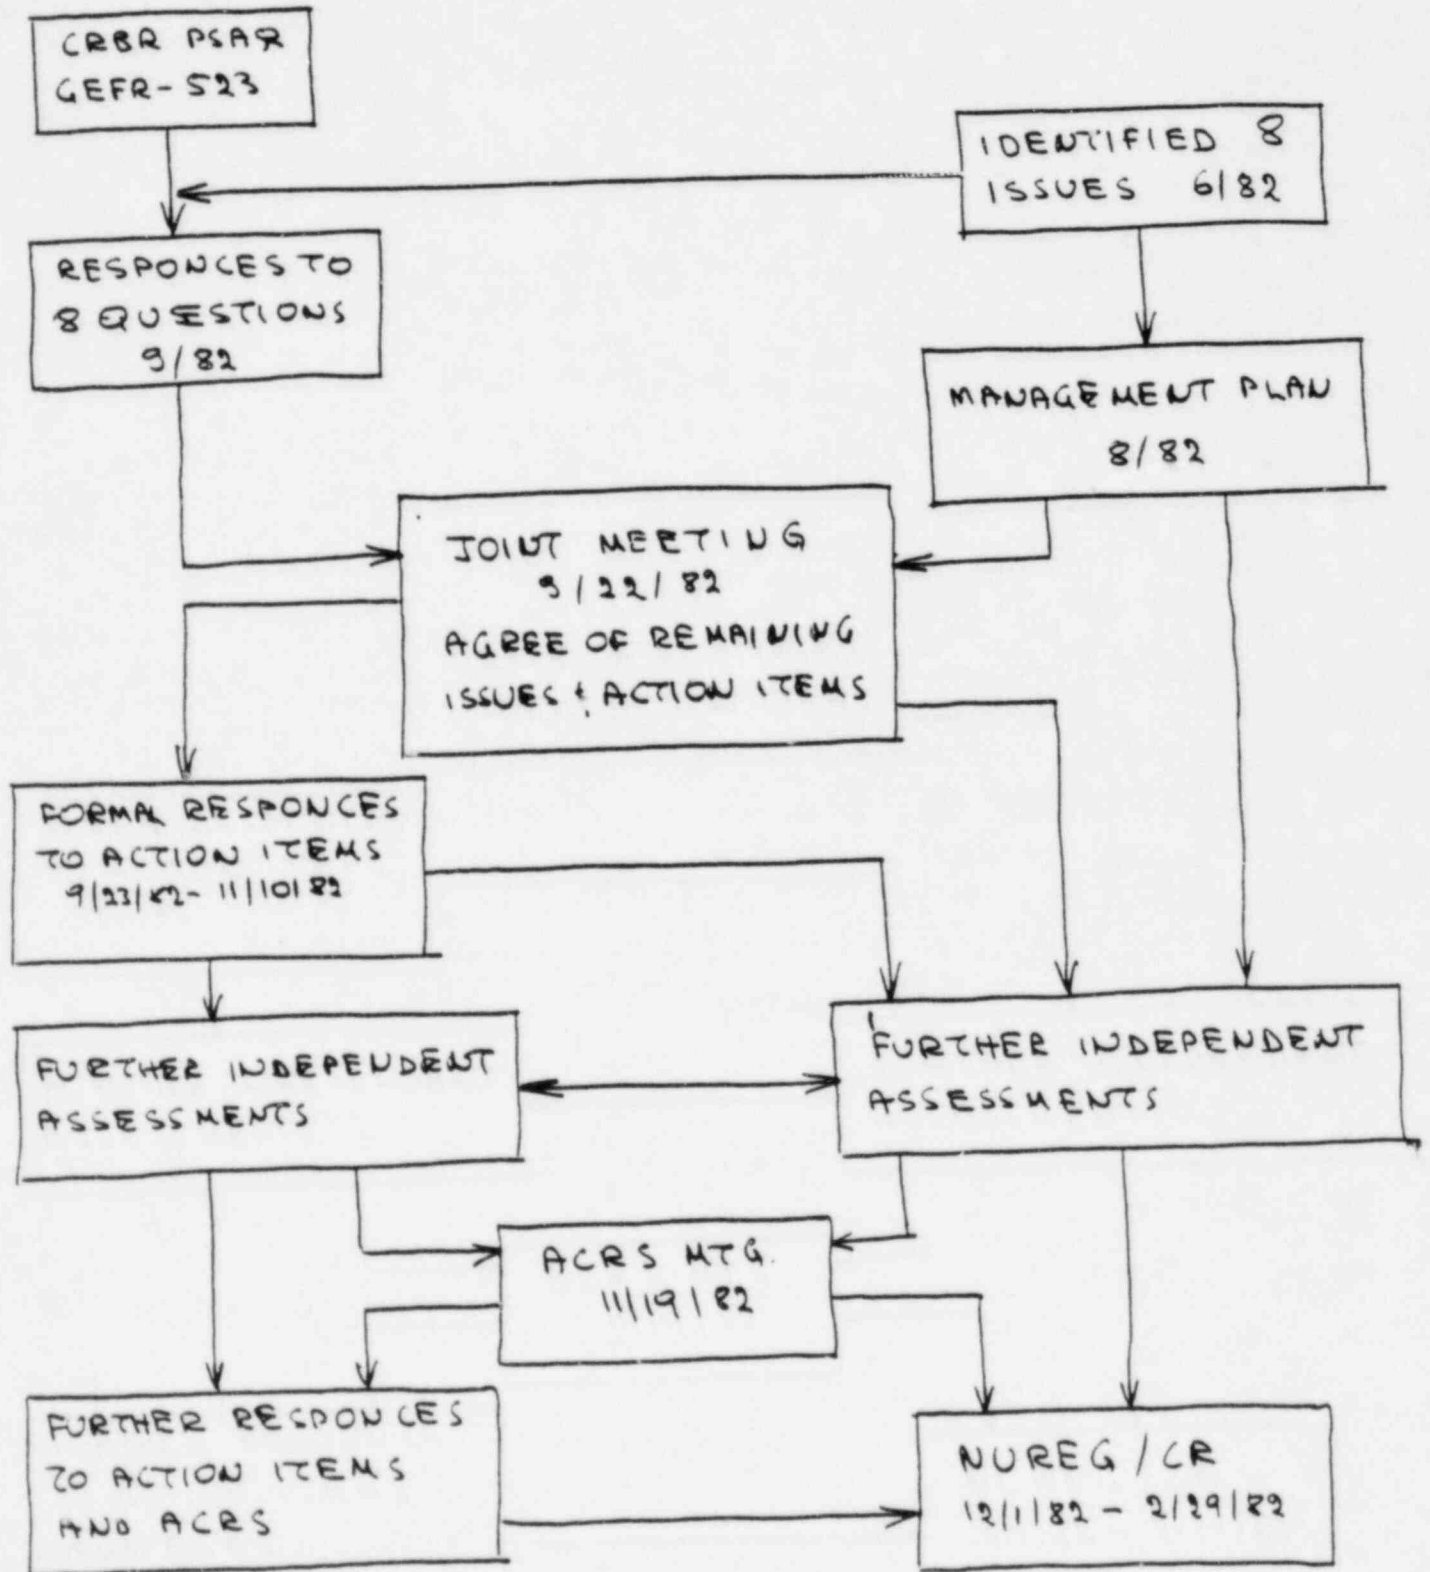 CRBR PSAR
GEFR-523
IDENTIFIED 8
ISSUES 6/82
RESPONCES TO
8 QUESTIONS
9/82
MANAGEMENT PLAN
8/82
JOINT MEETING
9/22/82
AGREE OF REMAINING
ISSUES & ACTION ITEMS
FORMAL RESPONCES
TO ACTION ITEMS
9/23/82- 11/10/82
FURTHER INDEPENDENT
ASSESSMENTS
FURTHER INDEPENDENT
ASSESSMENTS
ACRS MTG.
11/19/82
FURTHER RESPONCES
TO ACTION ITEMS
AND ACRS
NUREG/CR
12/1/82 - 2/29/82